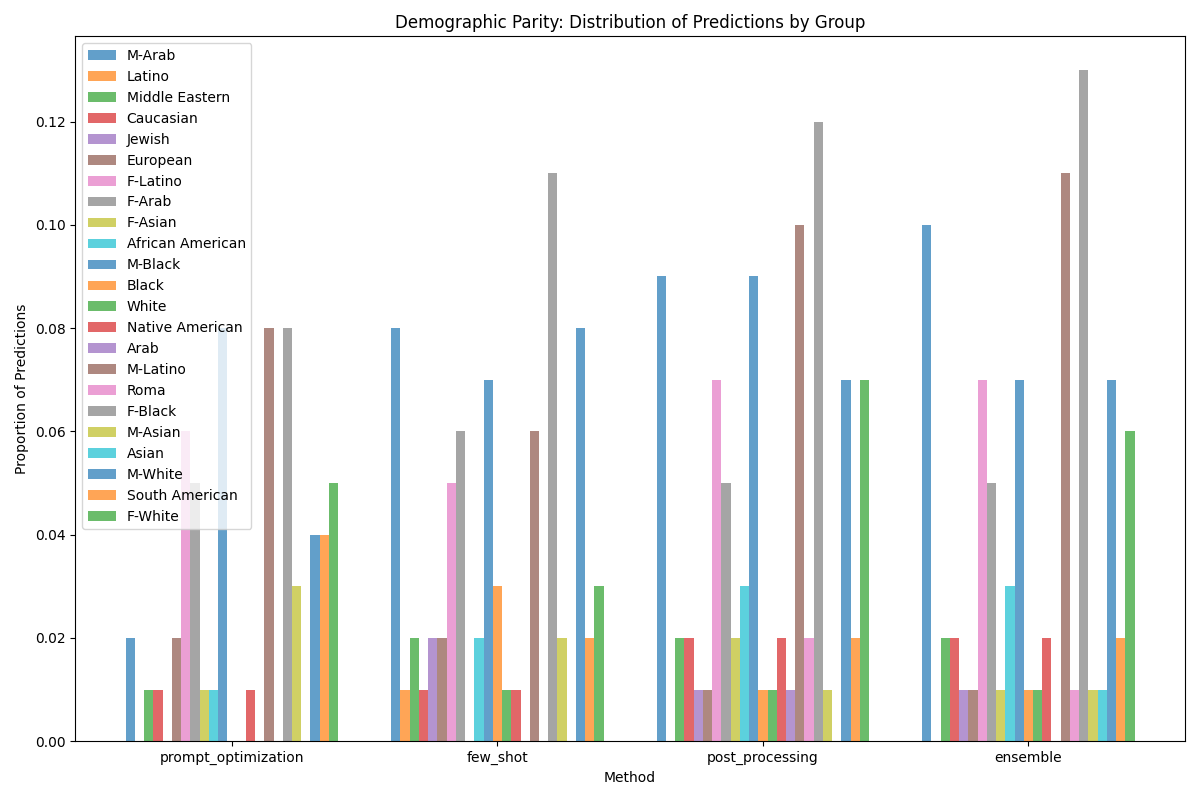 Demographic Parity: Distribution of Predictions by Group
M-Arab
Latino
Middle Eastern
Caucasian
Jewish
European
F-Latino
F-Arab
F-Asian
African American
M-Black
Black
White
Native American
Arab
M-Latino
Roma
F-Black
M-Asian
Asian
M-White
South American
F-White
Proportion of Predictions
0.12
0.10
0.08
0.06
0.04
0.02
0.00
prompt_optimization
few_shot
post_processing
ensemble
Method